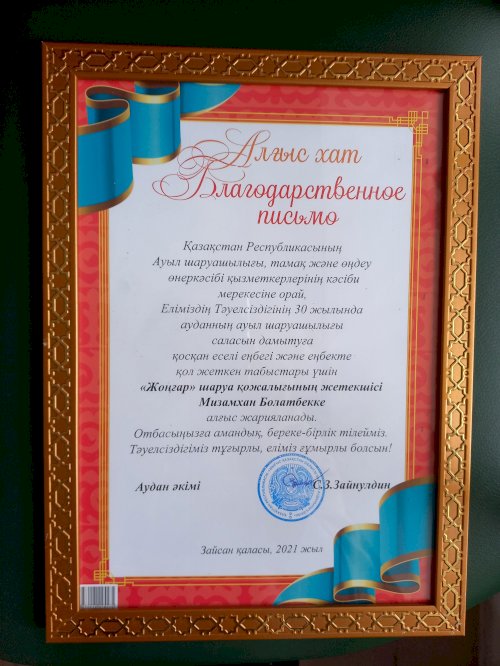 Алғыс хат
Благодарственное
письмо
Қазақстан Республикасының
Ауыл шаруашылығы, тамақ және өңдеу
өнеркәсібі қызметкерлерінің кәсіби
мерекесіне орай,
Еліміздің Тәуелсіздігінің 30 жылында
ауданның ауыл шаруашылығы
саласын дамытуға
қосқан еселі еңбегі және еңбекте
қол жеткен табыстары үшін
«Жоңғар» шаруа қожалығының жетекшісі
Мизамхан Болатбекке
алғыс жарияланады.
Отбасыңызға амандық, береке-бірлік тілейміз.
Тәуелсіздігіміз тұғырлы, еліміз ғұмырлы болсын!
Аудан әкімі С.З.Зайнулдин
Зайсан қаласы, 2021 жыл